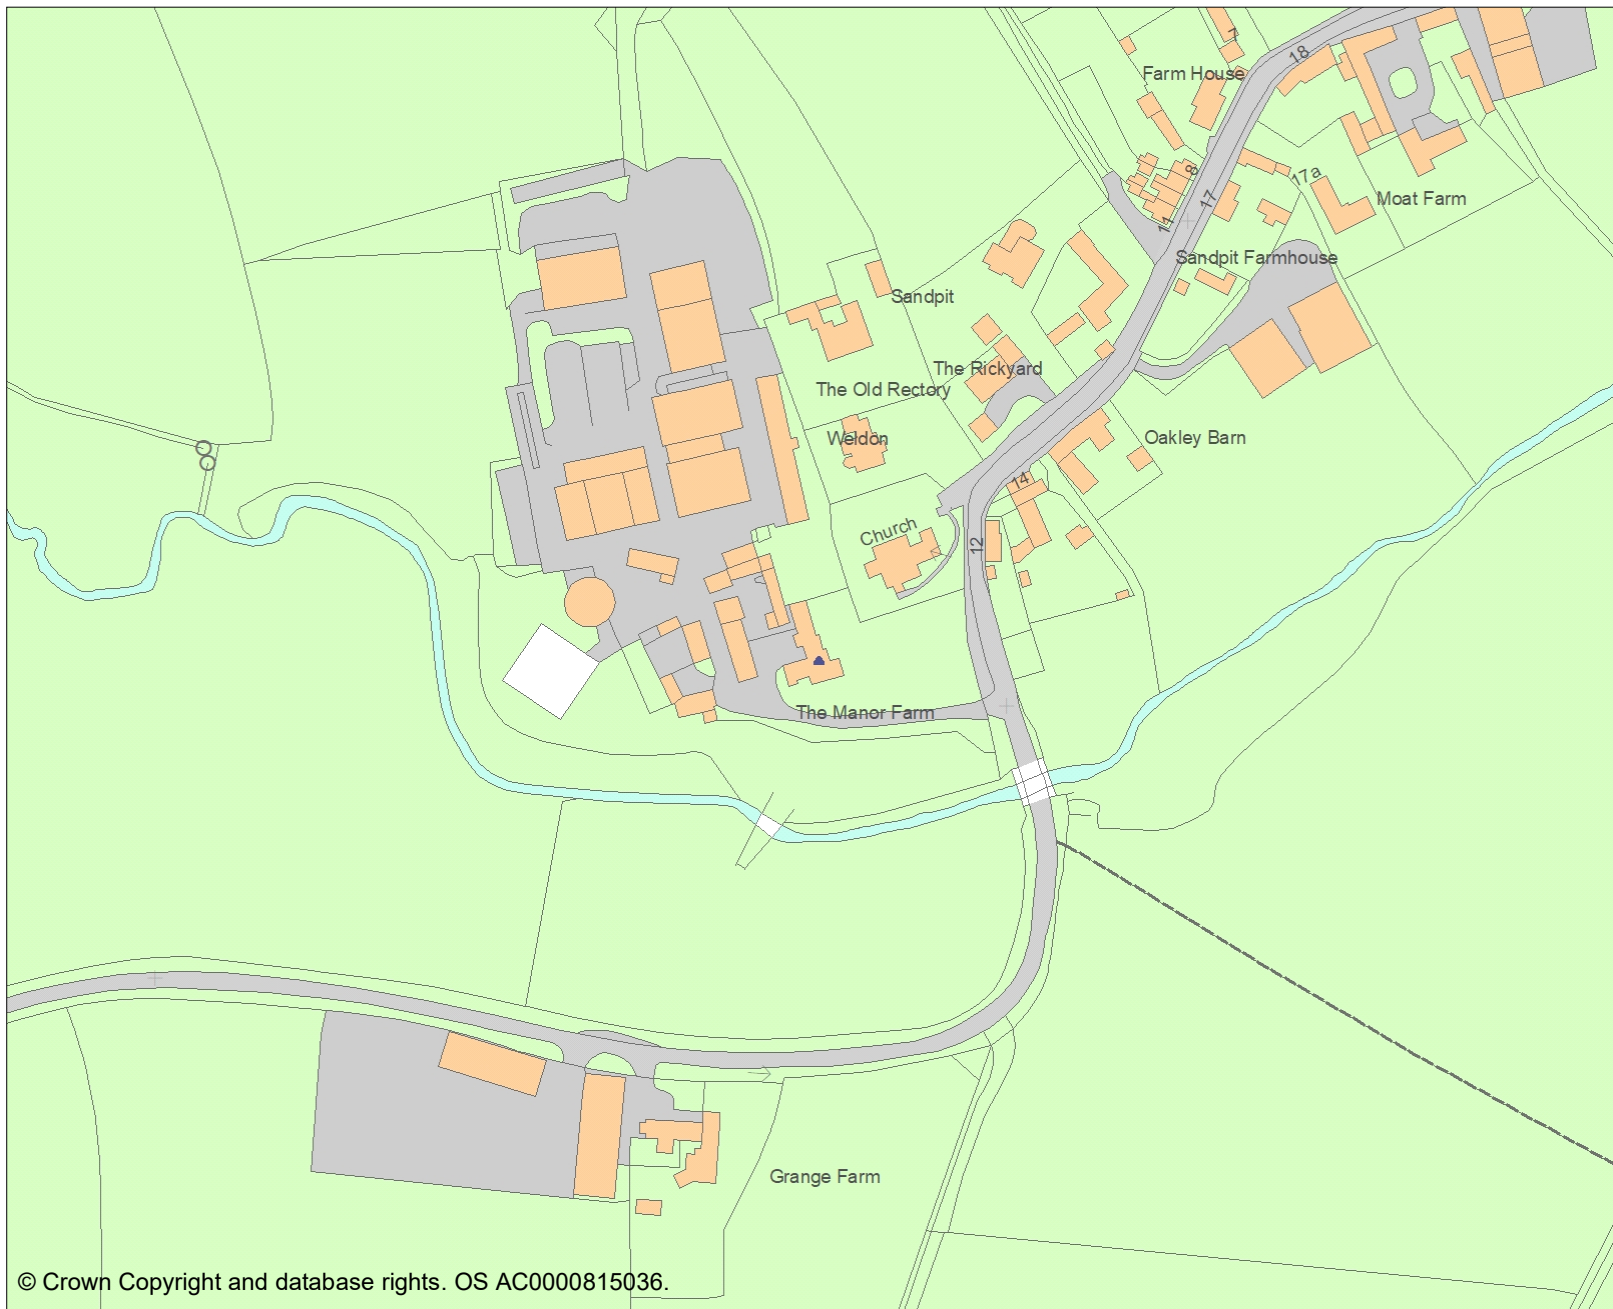 7
18
Farm House
8
17a
17
Moat Farm
11
Sandpit Farmhouse
Sandpit
The Rickyard
The Old Rectory
Weldon
Oakley Barn
14
Church
12
The Manor Farm
Grange Farm
© Crown Copyright and database rights. OS AC0000815036.